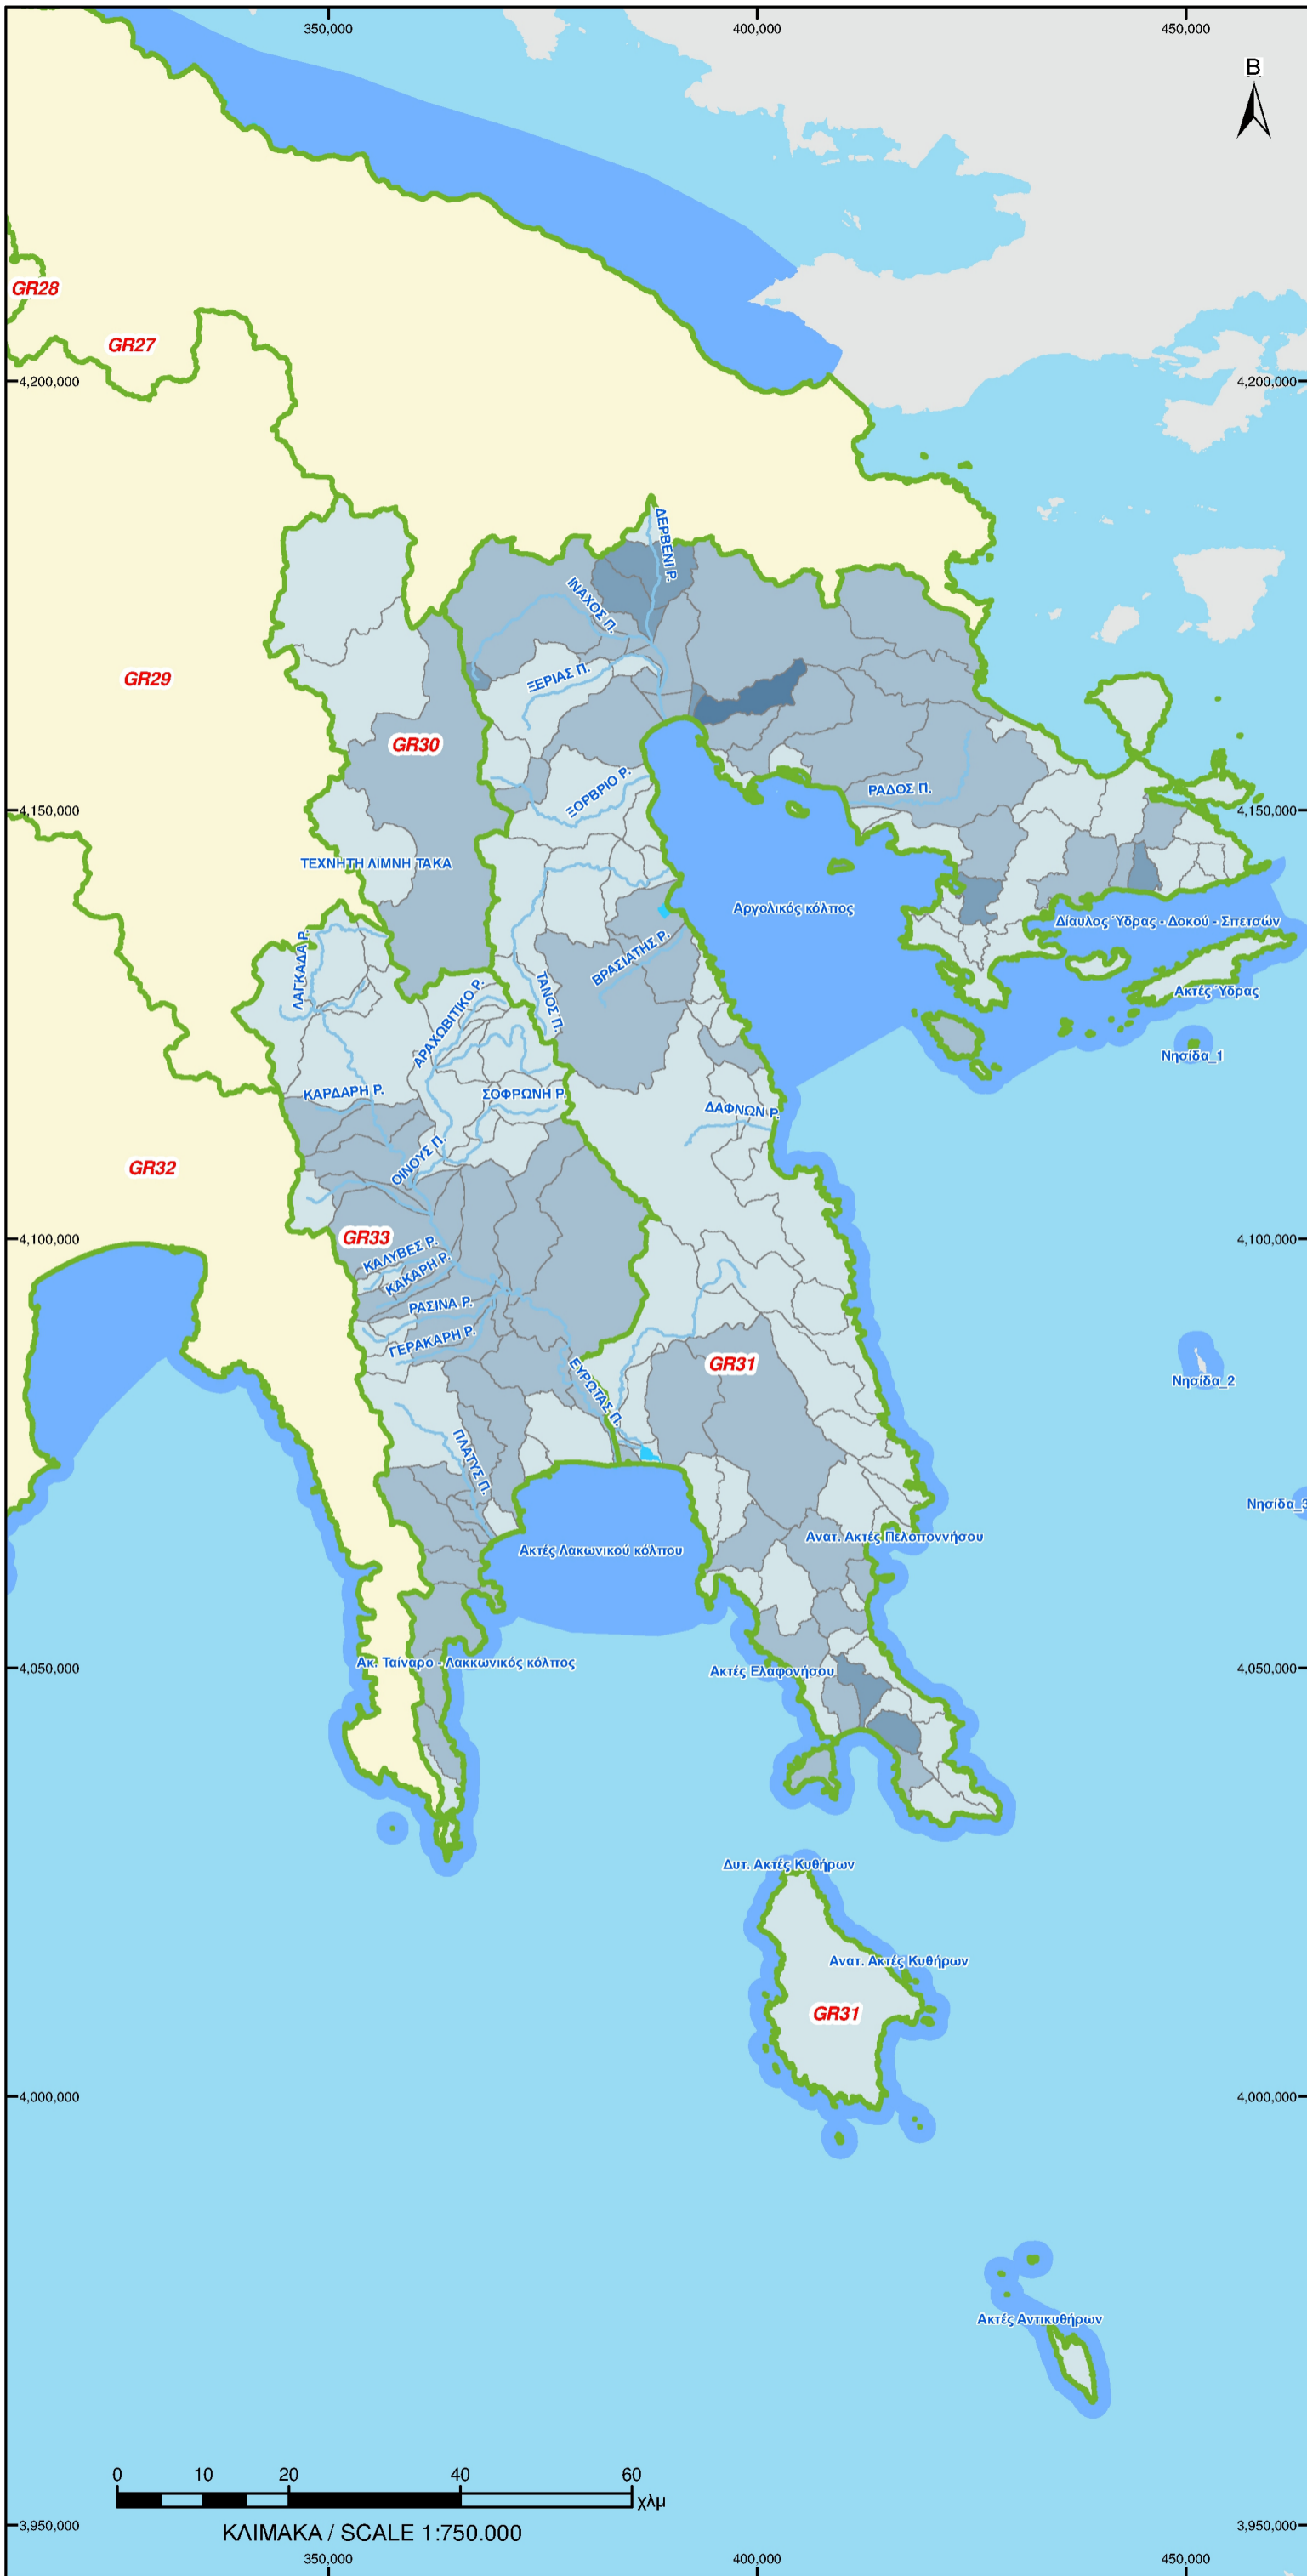 350,000
400,000
450,000
Β
GR28
GR27
4,200,000
4,200,000
ΔΕΡΒΕΝΙ Ρ.
ΙΝΑΧΟΣ Π.
ΞΕΡΙΑΣ Π.
GR29
GR30
ΞΟΡΒΡΙΟ Ρ.
ΡΑΔΟΣ Π.
4,150,000
4,150,000
ΤΕΧΝΗΤΗ ΛΙΜΝΗ ΤΑΚΑ
Αργολικός κόλπος
Δίαυλος Ύδρας - Δοκού - Σπετσών
ΛΑΓΚΑΔΑ Ρ.
ΒΡΑΣΙΑΤΗΣ Ρ.
Ακτές Ύδρας
ΤΑΝΟΣ Π.
ΑΡΑΧΩΒΙΤΙΚΟ Ρ.
Νησίδα_1
ΚΑΡΔΑΡΗ Ρ.
ΣΟΦΡΩΝΗ Ρ.
ΔΑΦΝΩΝ Ρ.
ΟΙΝΟΥΣ Π.
GR32
GR33
4,100,000
4,100,000
ΚΑΛΥΒΕΣ Ρ.
ΚΑΚΑΡΗ Ρ.
ΡΑΣΙΝΑ Ρ.
ΓΕΡΑΚΑΡΗ Ρ.
GR31
ΕΥΡΩΤΑΣ Π.
Νησίδα_2
ΠΛΑΤΥΣ Π.
Νησίδα_3
Ανατ. Ακτές Πελοποννήσου
Ακτές Λακωνικού κόλπου
Ακ. Ταίναρο - Λακκωνικός κόλπος
Ακτές Ελαφονήσου
4,050,000
4,050,000
Δυτ. Ακτές Κυθήρων
Ανατ. Ακτές Κυθήρων
GR31
4,000,000
4,000,000
Ακτές Αντικυθήρων
0 10 20 40 60
χλμ
ΚΛΙΜΑΚΑ / SCALE 1:750.000
3,950,000
3,950,000
350,000
400,000
450,000